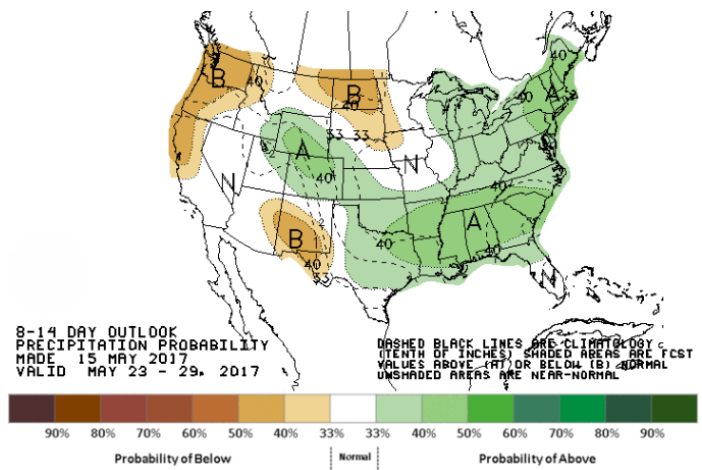 B
40
B
40
40
A
40
33 33
A
40
N
N
40
A
B
40
40
40
33
N
8-14 DAY OUTLOOK
PRECIPITATION PROBABILITY
MADE 15 MAY 2017
VALID MAY 23 - 29, 2017
DASHED BLACK LINES ARE CLIMATOLOGY
(TENTH OF INCHES) SHADED AREAS ARE FCST
VALUES ABOVE (A) OR BELOW (B) NORMAL
UNSHADED AREAS ARE NEAR-NORMAL
90% 80% 70% 60% 50% 40% 33% 33% 40% 50% 60% 70% 80% 90%
Probability of Below Normal Probability of Above